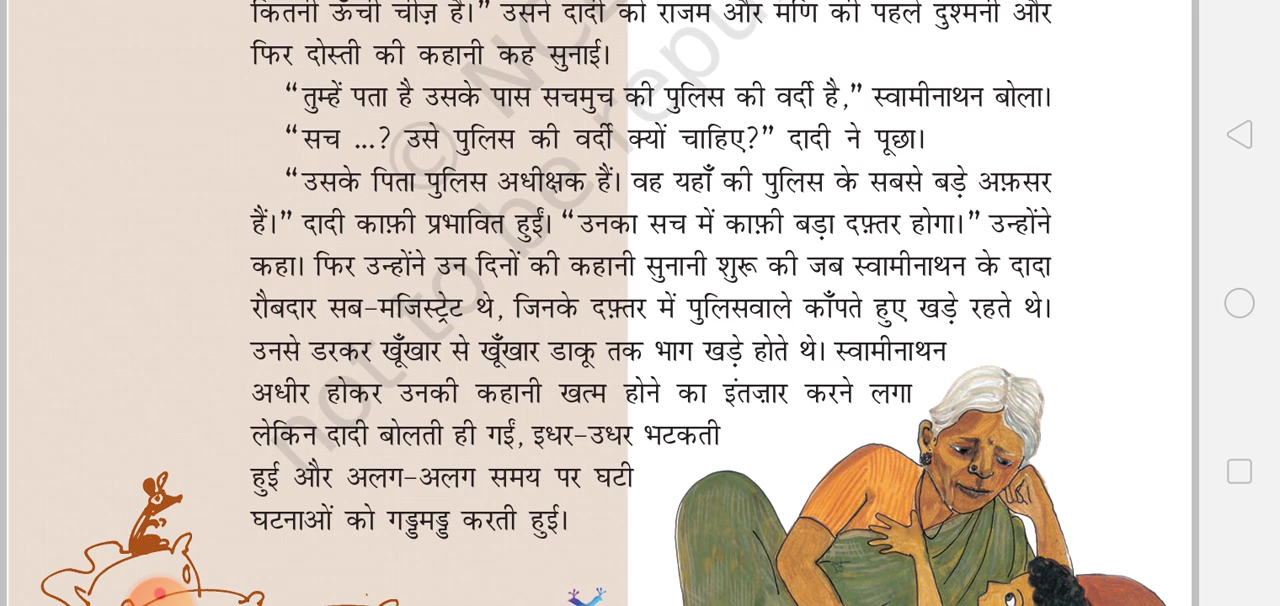 कितनी ऊँची चीज़ है।” उसने दादी को राजम और मणि की पहले दुश्मनी और
फिर दोस्ती की कहानी कह सुनाई।
“तुम्हें पता है उसके पास सचमुच की पुलिस की वर्दी है,” स्वामीनाथन बोला।
“सच ...? उसे पुलिस की वर्दी क्यों चाहिए?” दादी ने पूछा।
“उसके पिता पुलिस अधीक्षक हैं। वह यहाँ की पुलिस के सबसे बड़े अफ़सर
हैं।” दादी काफ़ी प्रभावित हुईं। “उनका सच में काफ़ी बड़ा दफ़्तर होगा।” उन्होंने
कहा। फिर उन्होंने उन दिनों की कहानी सुनानी शुरू की जब स्वामीनाथन के दादा
रौबदार सब-मजिस्ट्रेट थे, जिनके दफ़्तर में पुलिसवाले काँपते हुए खड़े रहते थे।
उनसे डरकर खूँखार से खूँखार डाकू तक भाग खड़े होते थे। स्वामीनाथन
अधीर होकर उनकी कहानी खत्म होने का इंतज़ार करने लगा
लेकिन दादी बोलती ही गईं, इधर-उधर भटकती
हुई और अलग-अलग समय पर घटी
घटनाओं को गड्डमड्ड करती हुई।
not to be repu